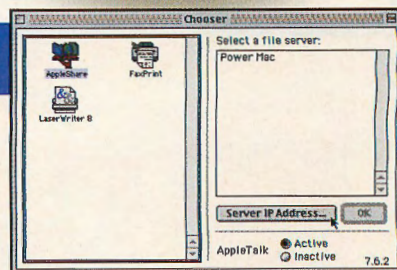 Chooser
Select a file server:
Power Mac
AppleShare
FaxPrint
LaserWriter 8
Server IP Address...
OK
AppleTalk
Active
Inactive
7.6.2